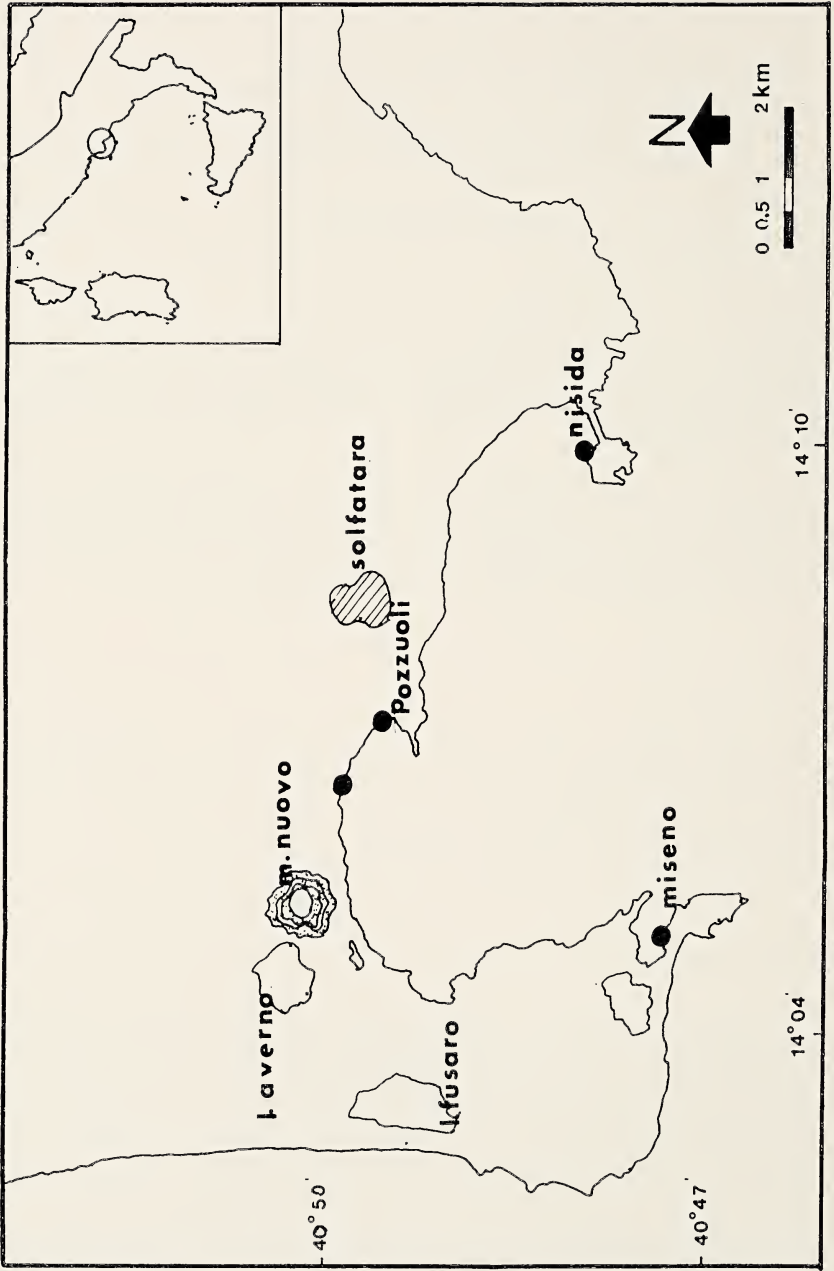 l. averno
m. nuovo
40°50'
solfatara
Pozzuoli
l.fusaro
nisida
N
miseno
40°47'
0 0.5 1 2km
14°04'
14°10'